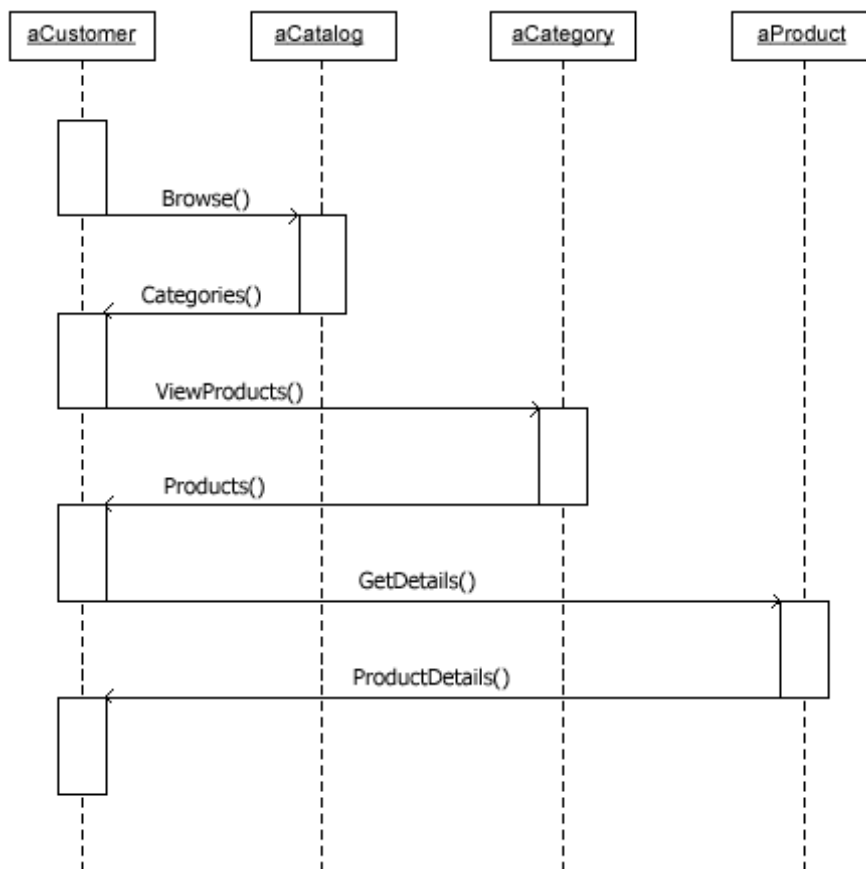 aCustomer
aCatalog
aCategory
aProduct
Browse()
Categories()
ViewProducts()
Products()
GetDetails()
ProductDetails()